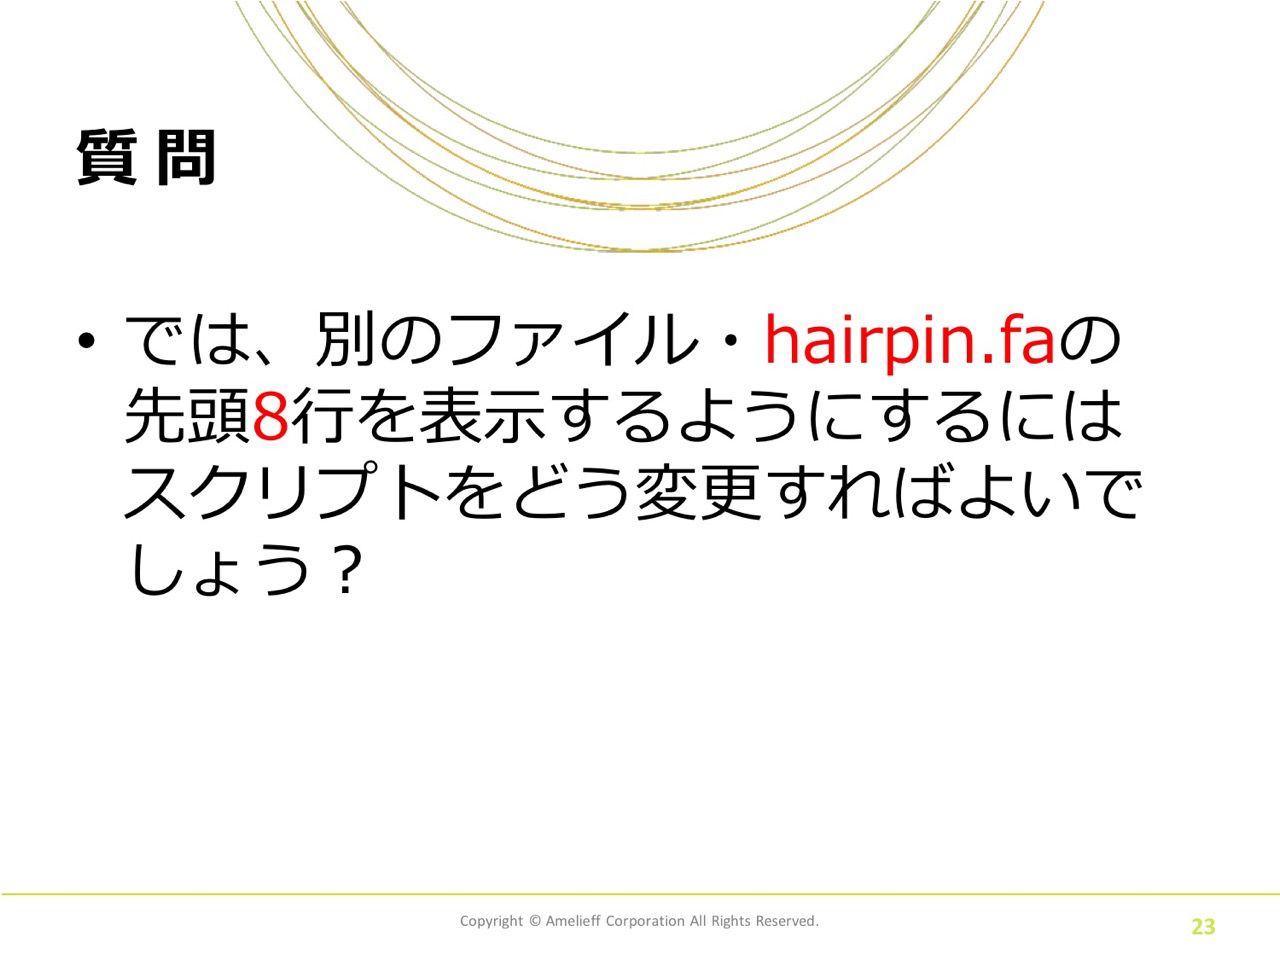 質問
• では、別のファイル・hairpin.faの
先頭8行を表示するようにするには
スクリプトをどう変更すればよいで
しょう？
Copyright © Amelieff Corporation All Rights Reserved.
23